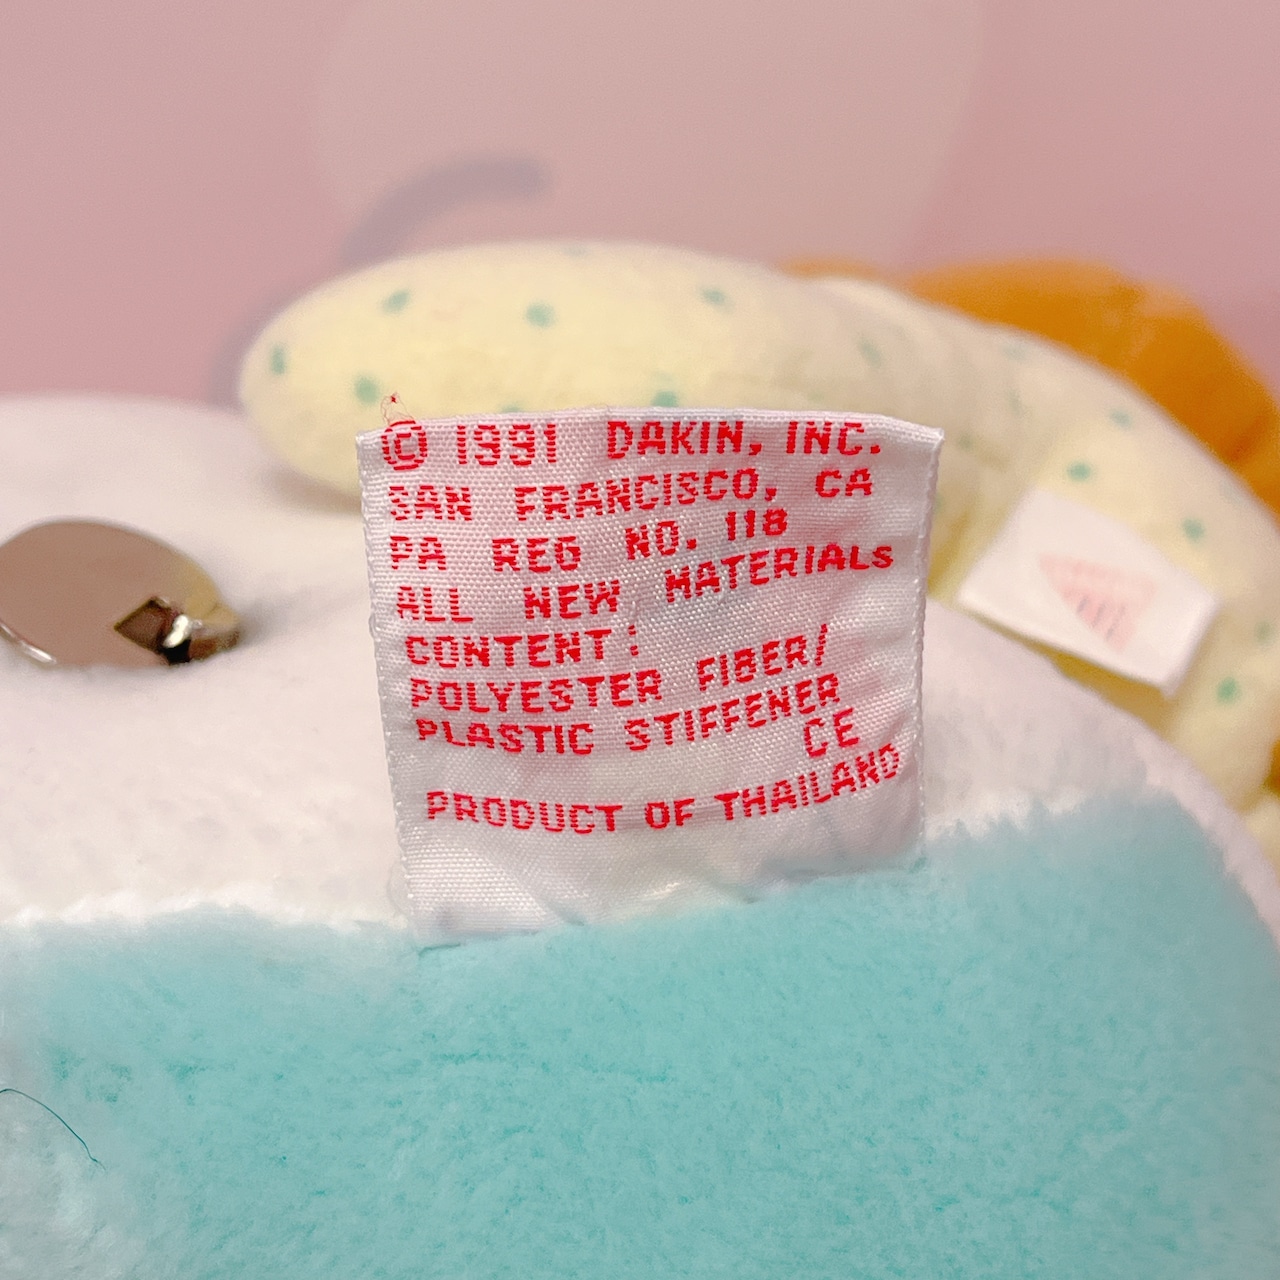 © 1991 DAKIN, INC.
SAN FRANCISCO, CA
PA REG NO. 118
ALL NEW MATERIALS
CONTENT:
POLYESTER FIBER/
PLASTIC STIFFENER
CE
PRODUCT OF THAILAND